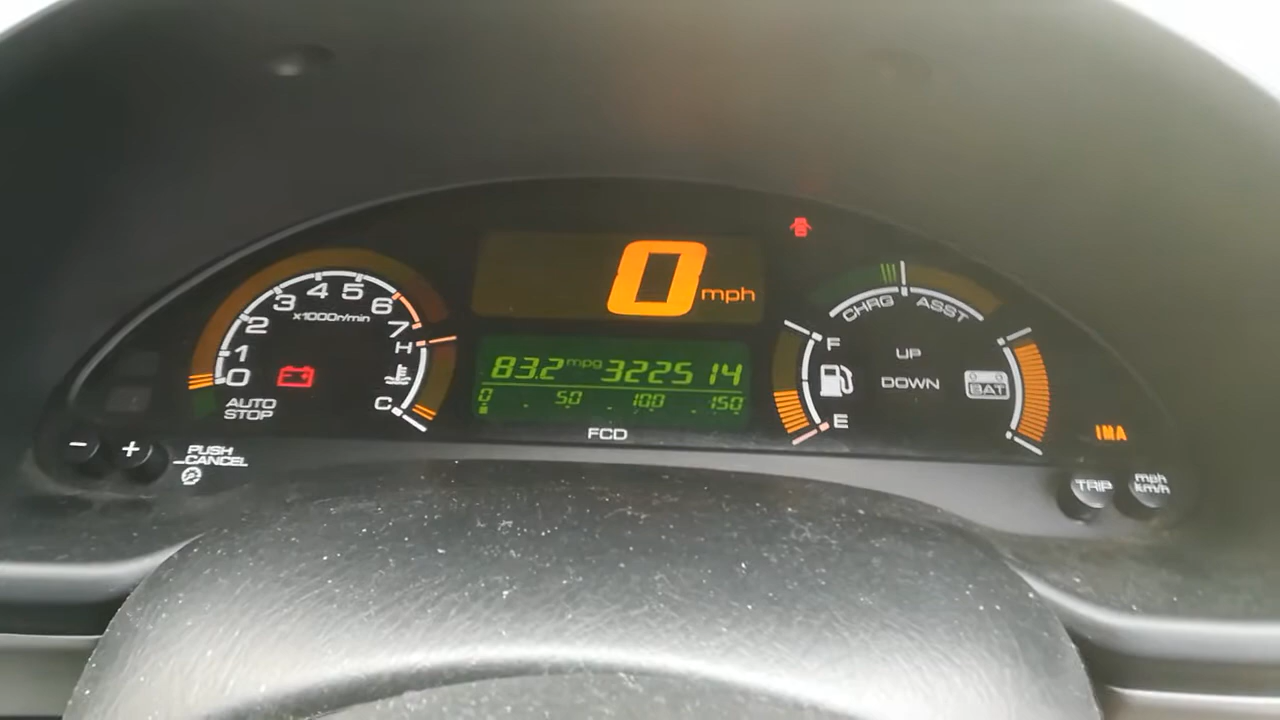 0 mph
83.2 mpg 322514
0 . 50 . 100 . 150
FCD
0
1
2
3
4
5
6
7
x1000r/min
AUTO
STOP
H
C
- +
PUSH
CANCEL
CHRG ASST
F
E
UP
DOWN
BAT
IMA
TRIP
mph
km/h